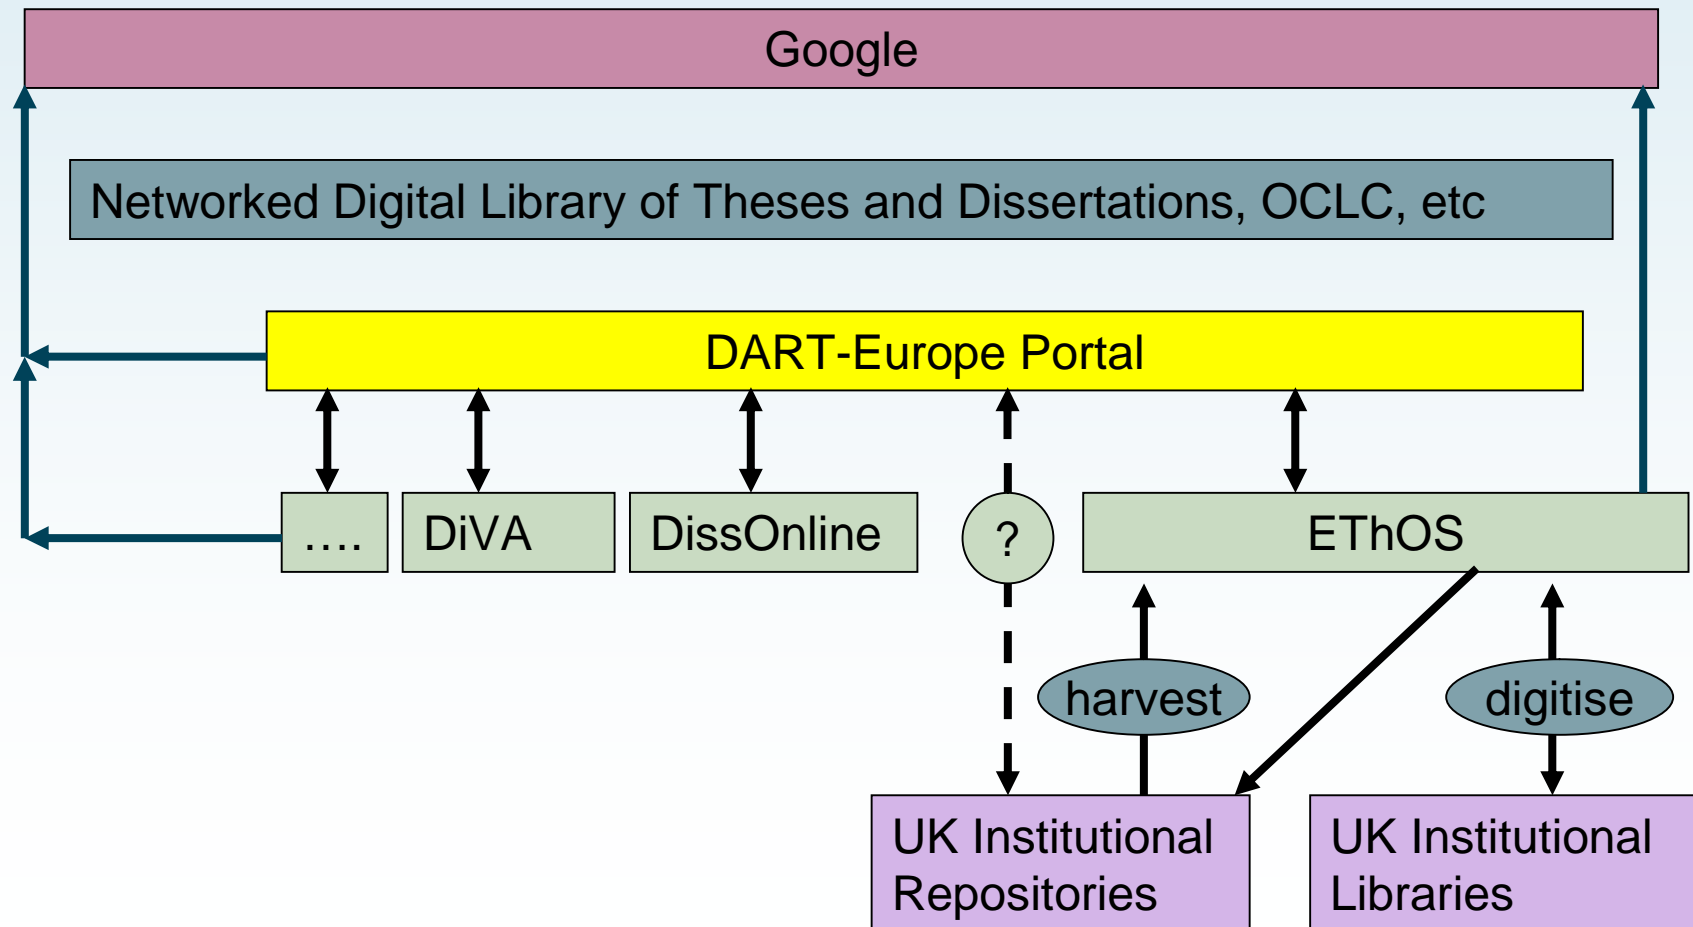 Google
Networked Digital Library of Theses and Dissertations, OCLC, etc
DART-Europe Portal
....
DiVA
DissOnline
?
EThOS
harvest
digitise
UK Institutional
Repositories
UK Institutional
Libraries